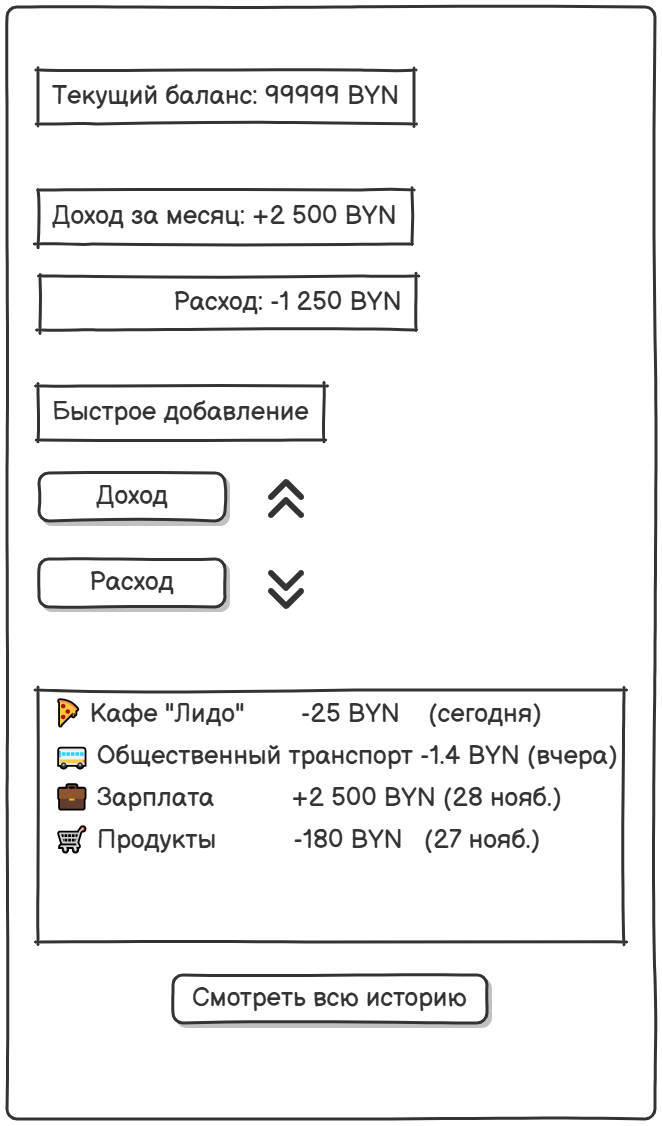 Текущий баланс: 99999 BYN
Доход за месяц: +2 500 BYN
Расход: -1 250 BYN
Быстрое добавление
Доход
Расход
Кафе "Лидо" -25 BYN (сегодня)
Общественный транспорт -1.4 BYN (вчера)
Зарплата +2 500 BYN (28 нояб.)
Продукты -180 BYN (27 нояб.)
Смотреть всю историю